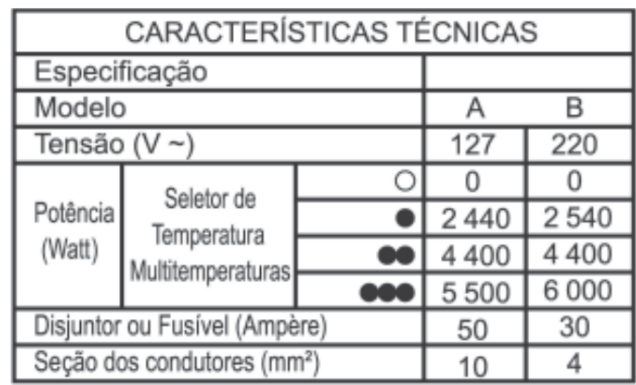 CARACTERÍSTICAS TÉCNICAS
Especificação
Modelo A B
Tensão (V ~) 127 220
Potência (Watt) Seletor de Temperatura Multitemperaturas
○ 0 0
● 2 440 2 540
●● 4 400 4 400
●●● 5 500 6 000
Disjuntor ou Fusível (Ampère) 50 30
Seção dos condutores (mm²) 10 4